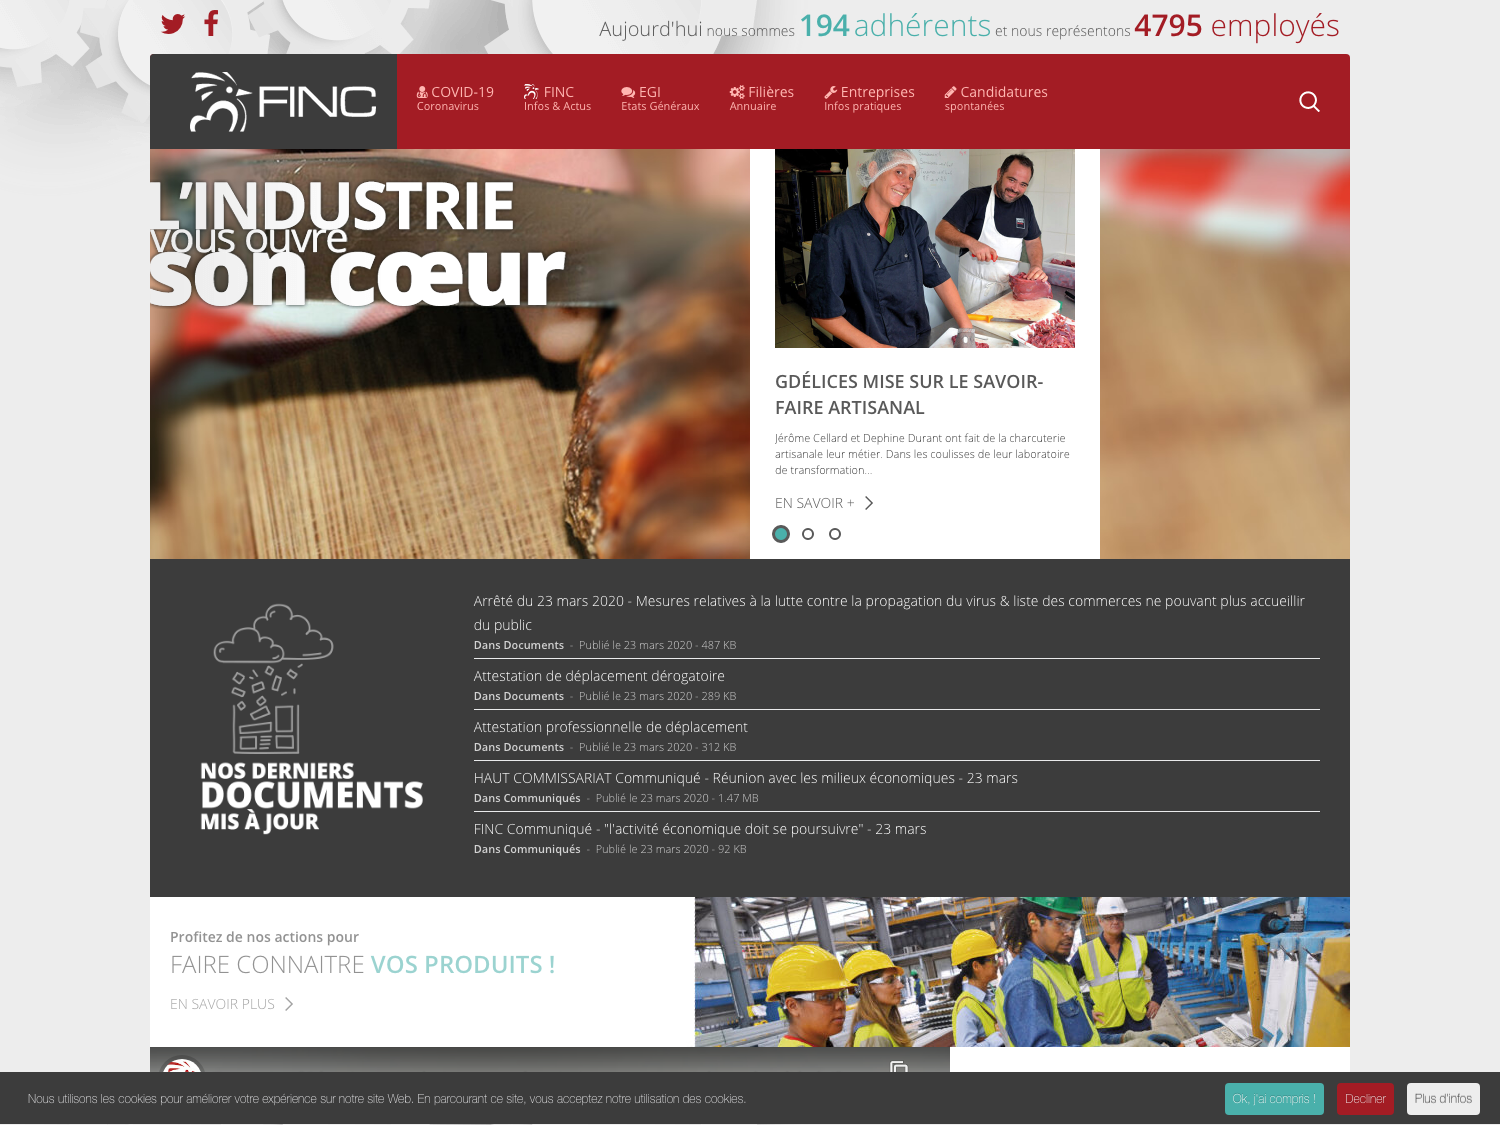 Aujourd'hui nous sommes 194 adhérents et nous représentons 4795 employés
FINC
COVID-19
Coronavirus
FINC
Infos & Actus
EGI
Etats Généraux
Filières
Annuaire
Entreprises
Infos pratiques
Candidatures
spontanées
L'INDUSTRIE
vous ouvre
son cœur
GDÉLICES MISE SUR LE SAVOIR-
FAIRE ARTISANAL
Jérôme Cellard et Dephine Durant ont fait de la charcuterie
artisanale leur métier. Dans les coulisses de leur laboratoire
de transformation...
EN SAVOIR +
NOS DERNIERS
DOCUMENTS
MIS À JOUR
Arrêté du 23 mars 2020 - Mesures relatives à la lutte contre la propagation du virus & liste des commerces ne pouvant plus accueillir
du public
Dans Documents - Publié le 23 mars 2020 - 487 KB
Attestation de déplacement dérogatoire
Dans Documents - Publié le 23 mars 2020 - 289 KB
Attestation professionnelle de déplacement
Dans Documents - Publié le 23 mars 2020 - 312 KB
HAUT COMMISSARIAT Communiqué - Réunion avec les milieux économiques - 23 mars
Dans Communiqués - Publié le 23 mars 2020 - 1.47 MB
FINC Communiqué - "l'activité économique doit se poursuivre" - 23 mars
Dans Communiqués - Publié le 23 mars 2020 - 92 KB
Profitez de nos actions pour
FAIRE CONNAITRE VOS PRODUITS !
EN SAVOIR PLUS
Nous utilisons les cookies pour améliorer votre expérience sur notre site Web. En parcourant ce site, vous acceptez notre utilisation des cookies.
Ok, j'ai compris !
Decliner
Plus d'infos